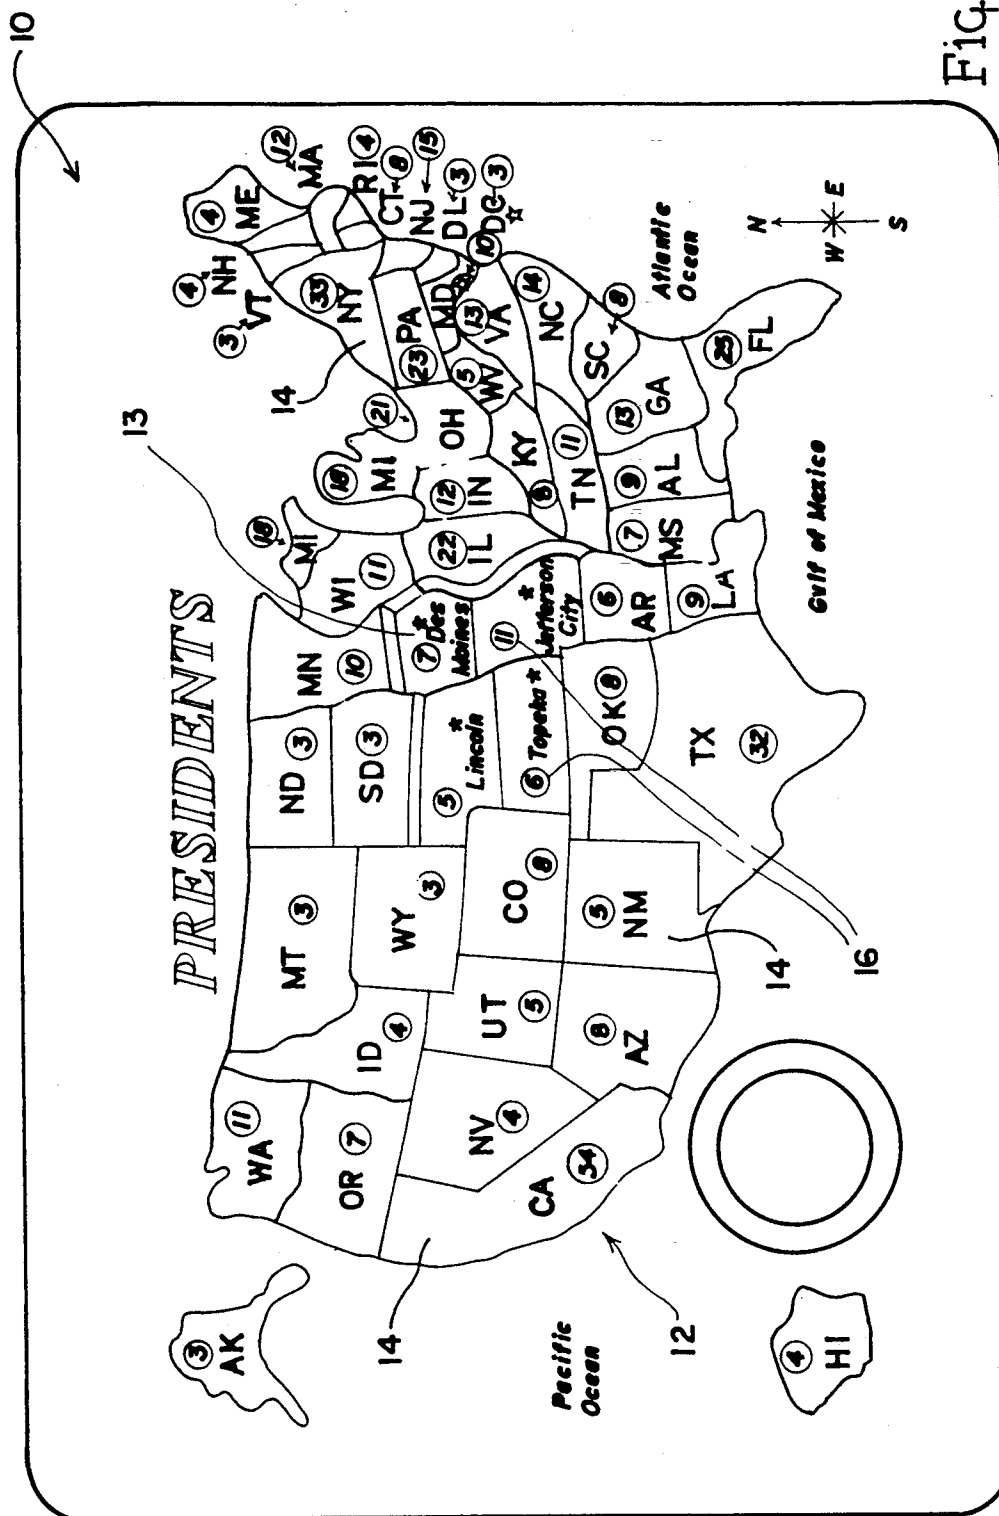 10
PRESIDENTS
12
MA
4
ME
4
NH
3
VT
RI 4
CT 8
NJ 15
DL 3
DC 3
10
MD
33
NY
14
13
23
PA
13
VA
5
WV
14
NC
8
SC
13
GA
25
FL
21
OH
18
MI
18
MI
12
IN
22
IL
11
WI
8
KY
11
TN
9
AL
7
MS
10
MN
7
Des
Moines
11
Jefferson
City
6
AR
9
LA
ND 3
SD 3
5
Lincoln
6
Topeka
OK 8
TX
32
MT
3
WY
3
CO
8
5
NM
ID
4
UT
5
8
AZ
11
WA
OR 7
NV
4
CA
54
3
AK
4
HI
14
14
12
16
Pacific
Ocean
Gulf of Mexico
Atlantic
Ocean
N
W E
S
Fig